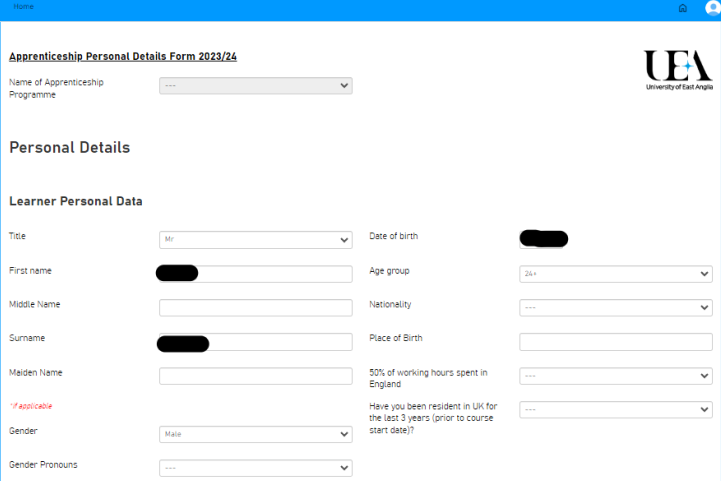 Home
Apprenticeship Personal Details Form 2023/24
UEA
University of East Anglia
Name of Apprenticeship
Programme
---
Personal Details
Learner Personal Data
Title
Mr
Date of birth
First name
Age group
24+
Middle Name
Nationality
---
Surname
Place of Birth
Maiden Name
50% of working hours spent in
England
---
*if applicable
Have you been resident in UK for
the last 3 years (prior to course
start date)?
---
Gender
Male
Gender Pronouns
---